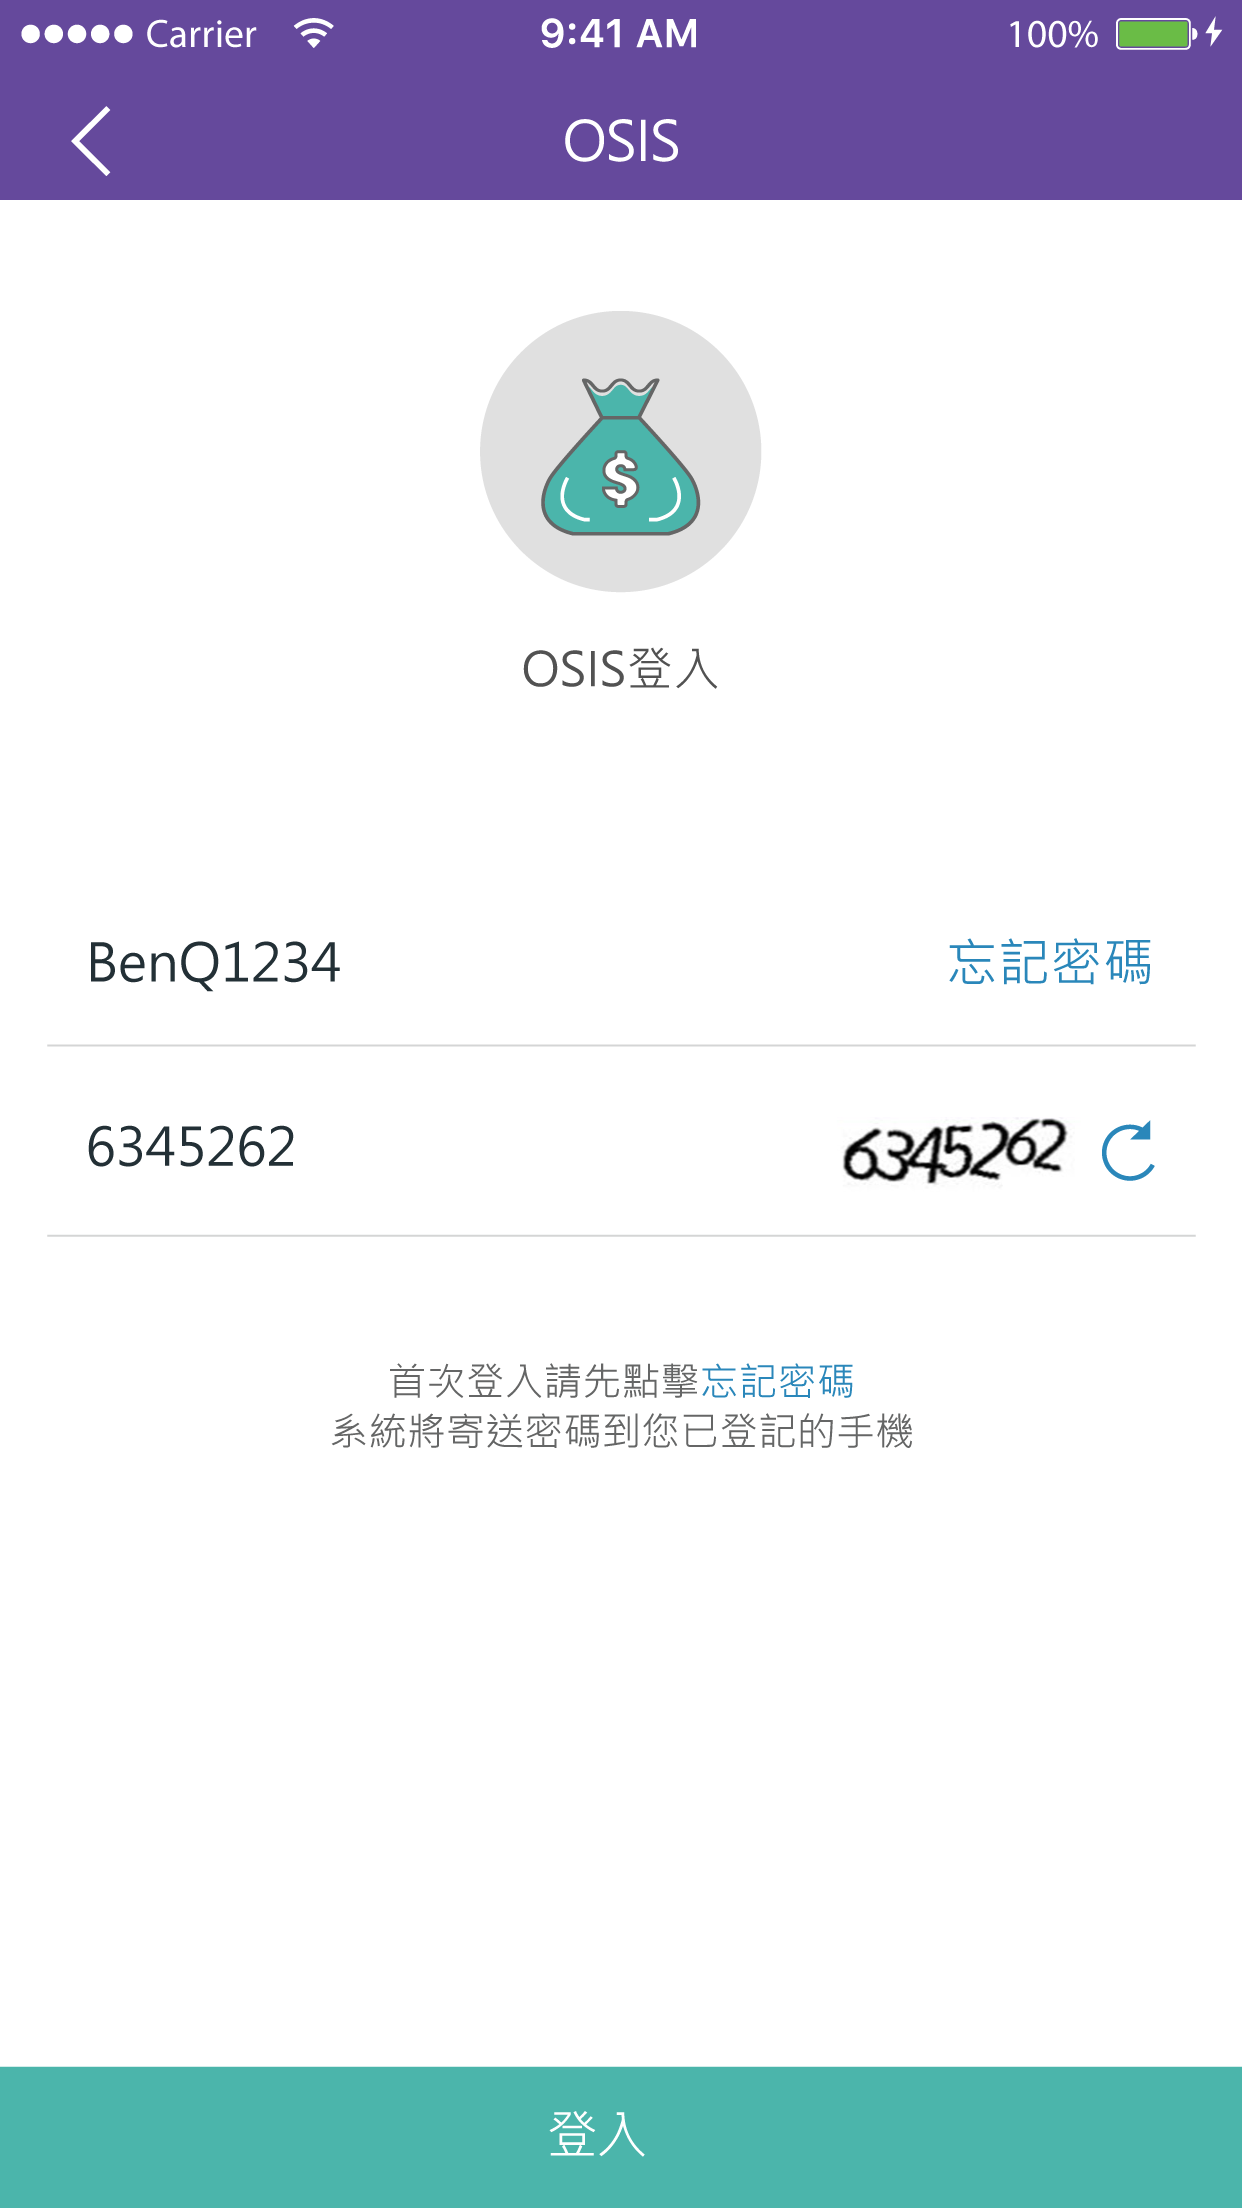 Carrier 9:41 AM 100%
OSIS
$
OSIS登入
BenQ1234 忘記密碼
6345262 6345262
首次登入請先點擊忘記密碼
系統將寄送密碼到您已登記的手機
登入